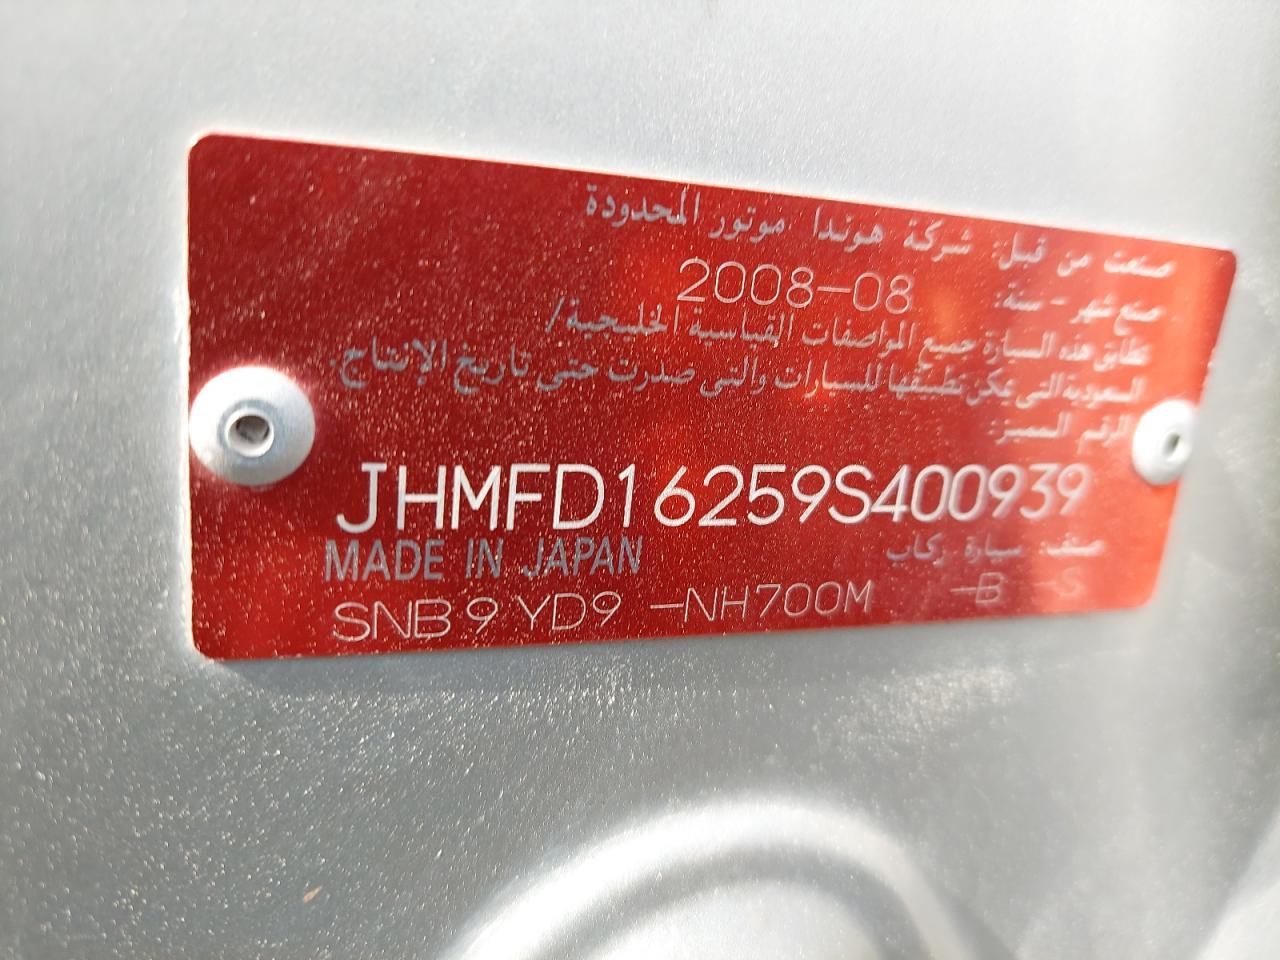 صنعت من قبل: شركة هوندا موتور المحدودة
صنع شهر - سنة: 2008-08
تطابق هذه السيارة جميع المواصفات القياسية الخليجية/
السعودية التي يمكن تطبيقها للسيارات والتي صدرت حتى تاريخ الإنتاج.
الرقم المميز:
JHMFD16259S400939
MADE IN JAPAN صنف: سيارة ركاب
SNB9 YD9 -NH700M -B -S